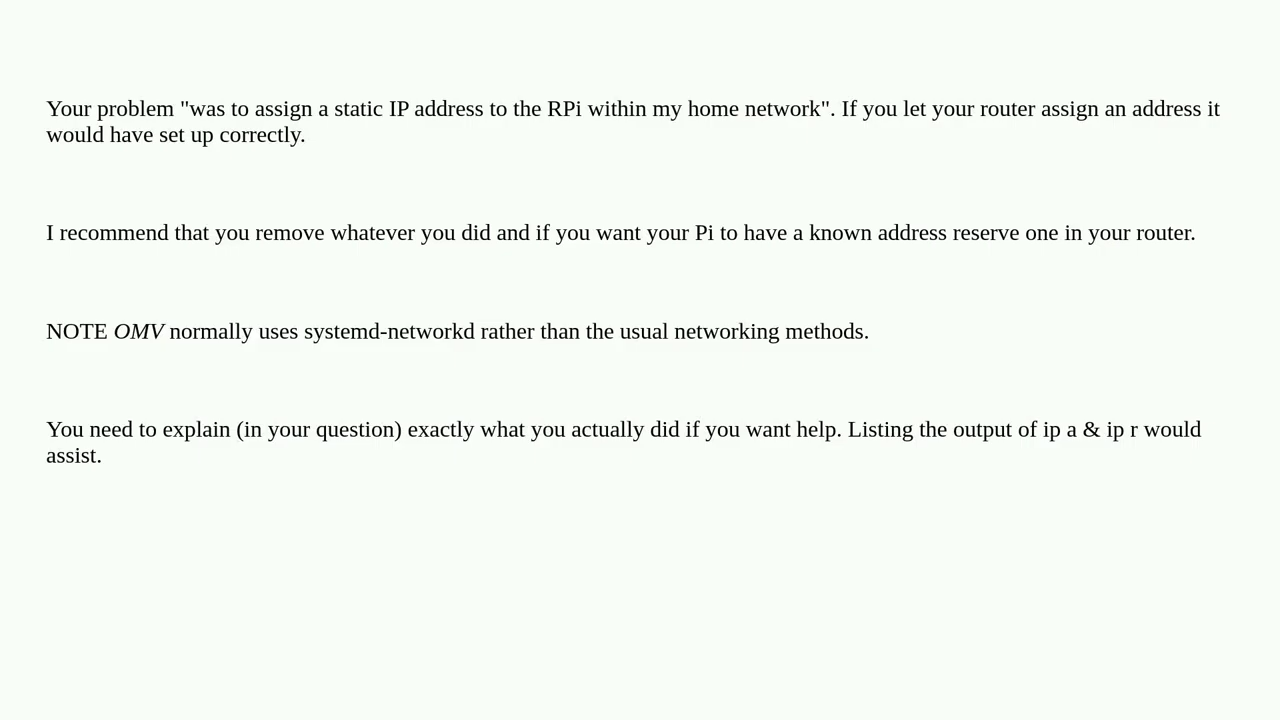 Your problem "was to assign a static IP address to the RPi within my home network". If you let your router assign an address it
would have set up correctly.
I recommend that you remove whatever you did and if you want your Pi to have a known address reserve one in your router.
NOTE OMV normally uses systemd-networkd rather than the usual networking methods.
You need to explain (in your question) exactly what you actually did if you want help. Listing the output of ip a & ip r would
assist.